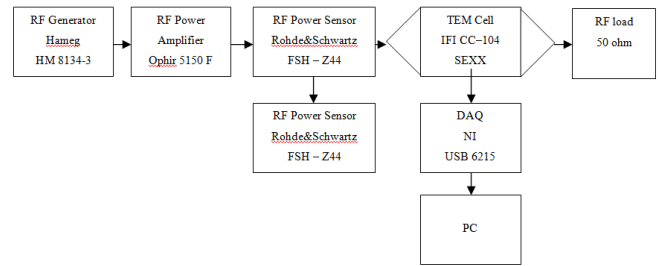 RF Generator
Hameg
HM 8134-3
RF Power
Amplifier
Ophir 5150 F
RF Power Sensor
Rohde&Schwartz
FSH – Z44
TEM Cell
IFI CC–104
SEXX
RF load
50 ohm
RF Power Sensor
Rohde&Schwartz
FSH – Z44
DAQ
NI
USB 6215
PC